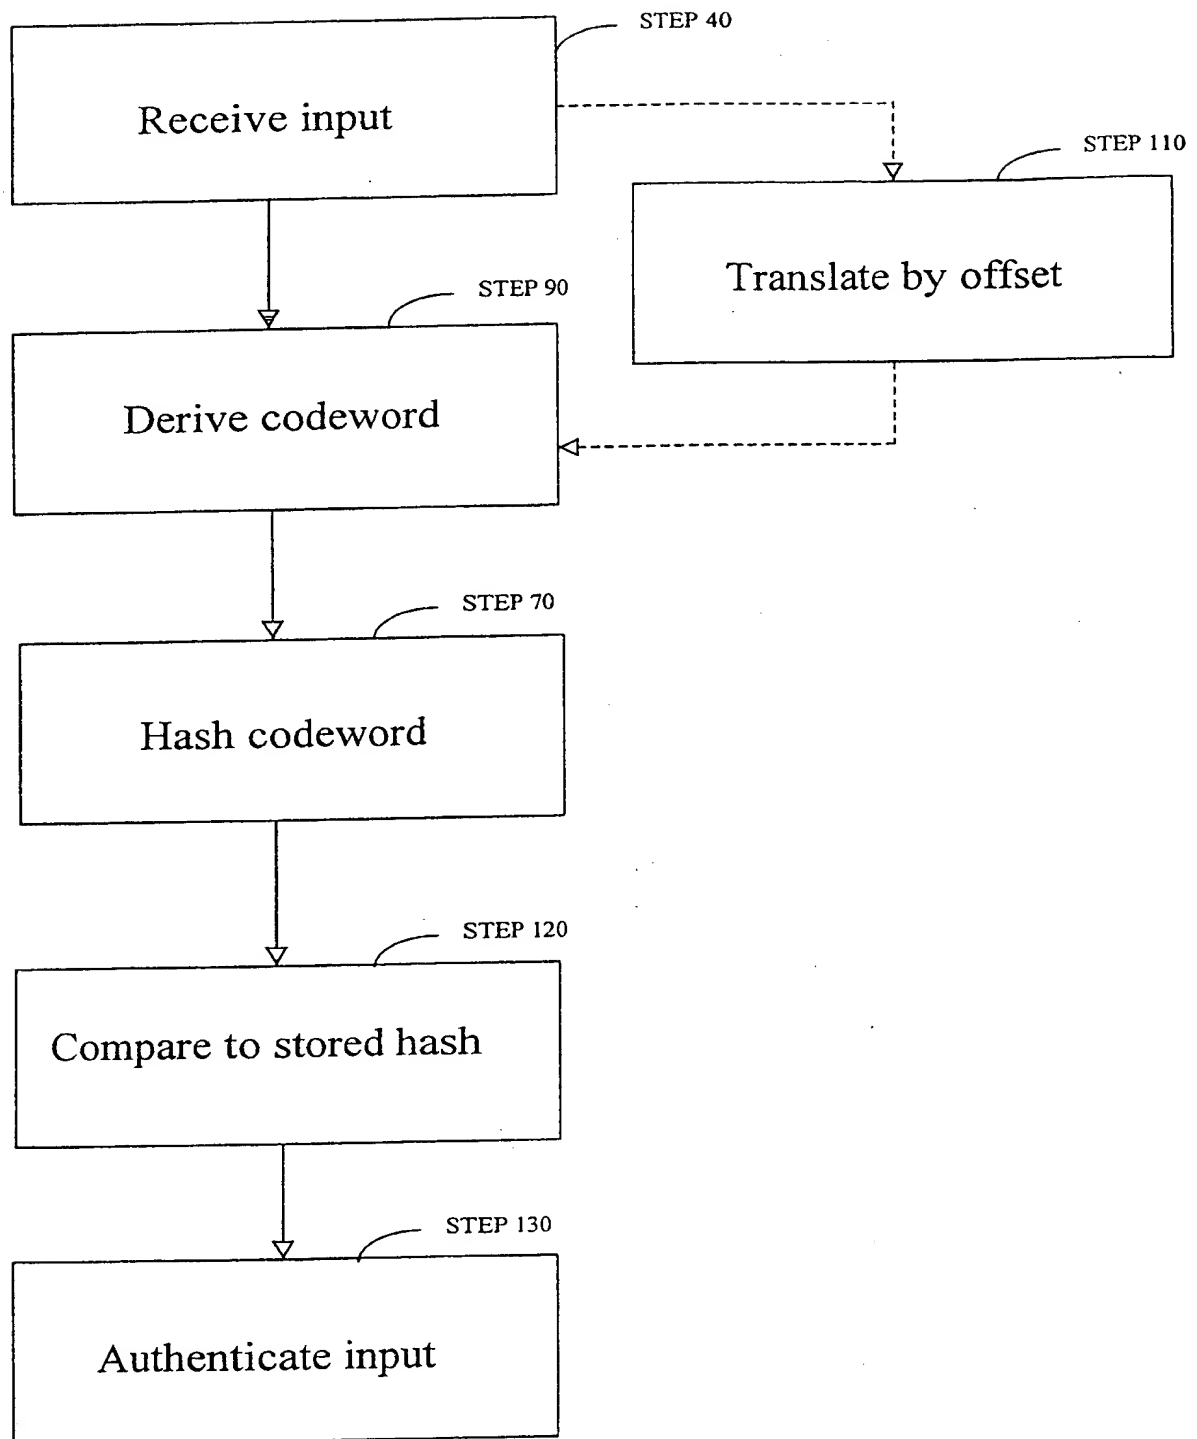 STEP 40
Receive input
STEP 110
Translate by offset
STEP 90
Derive codeword
STEP 70
Hash codeword
STEP 120
Compare to stored hash
STEP 130
Authenticate input